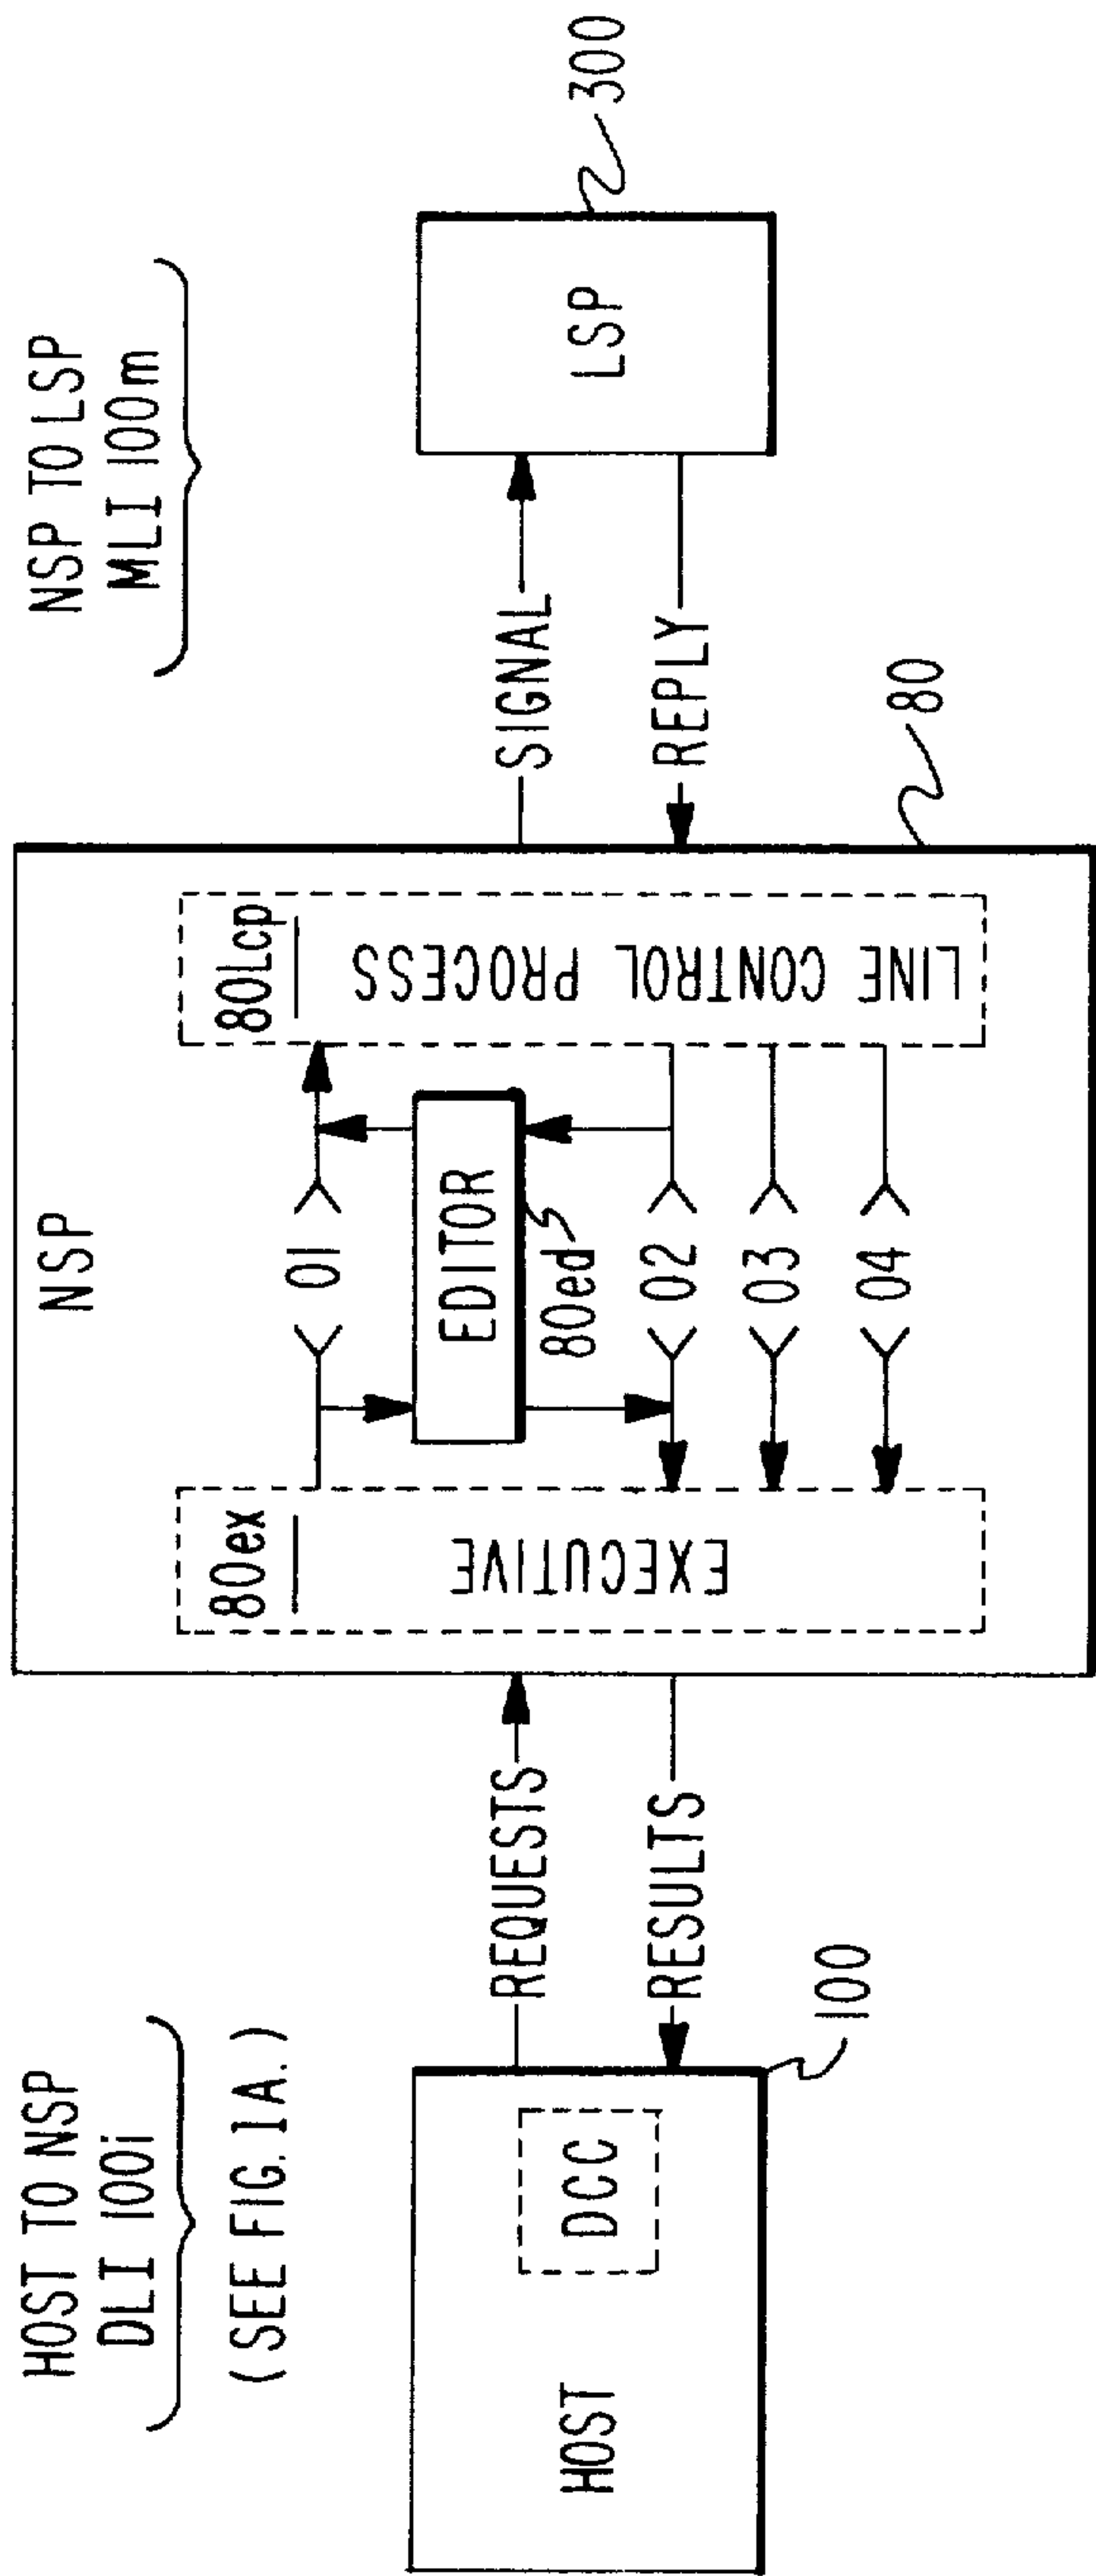 HOST TO NSP
DLI 100i
(SEE FIG. 1A.)
NSP TO LSP
MLI 100m
HOST
DCC
100
REQUESTS
RESULTS
NSP
80ex
EXECUTIVE
01
EDITOR
80ed
02
03
04
80Lcp
LINE CONTROL PROCESS
80
SIGNAL
REPLY
LSP
300